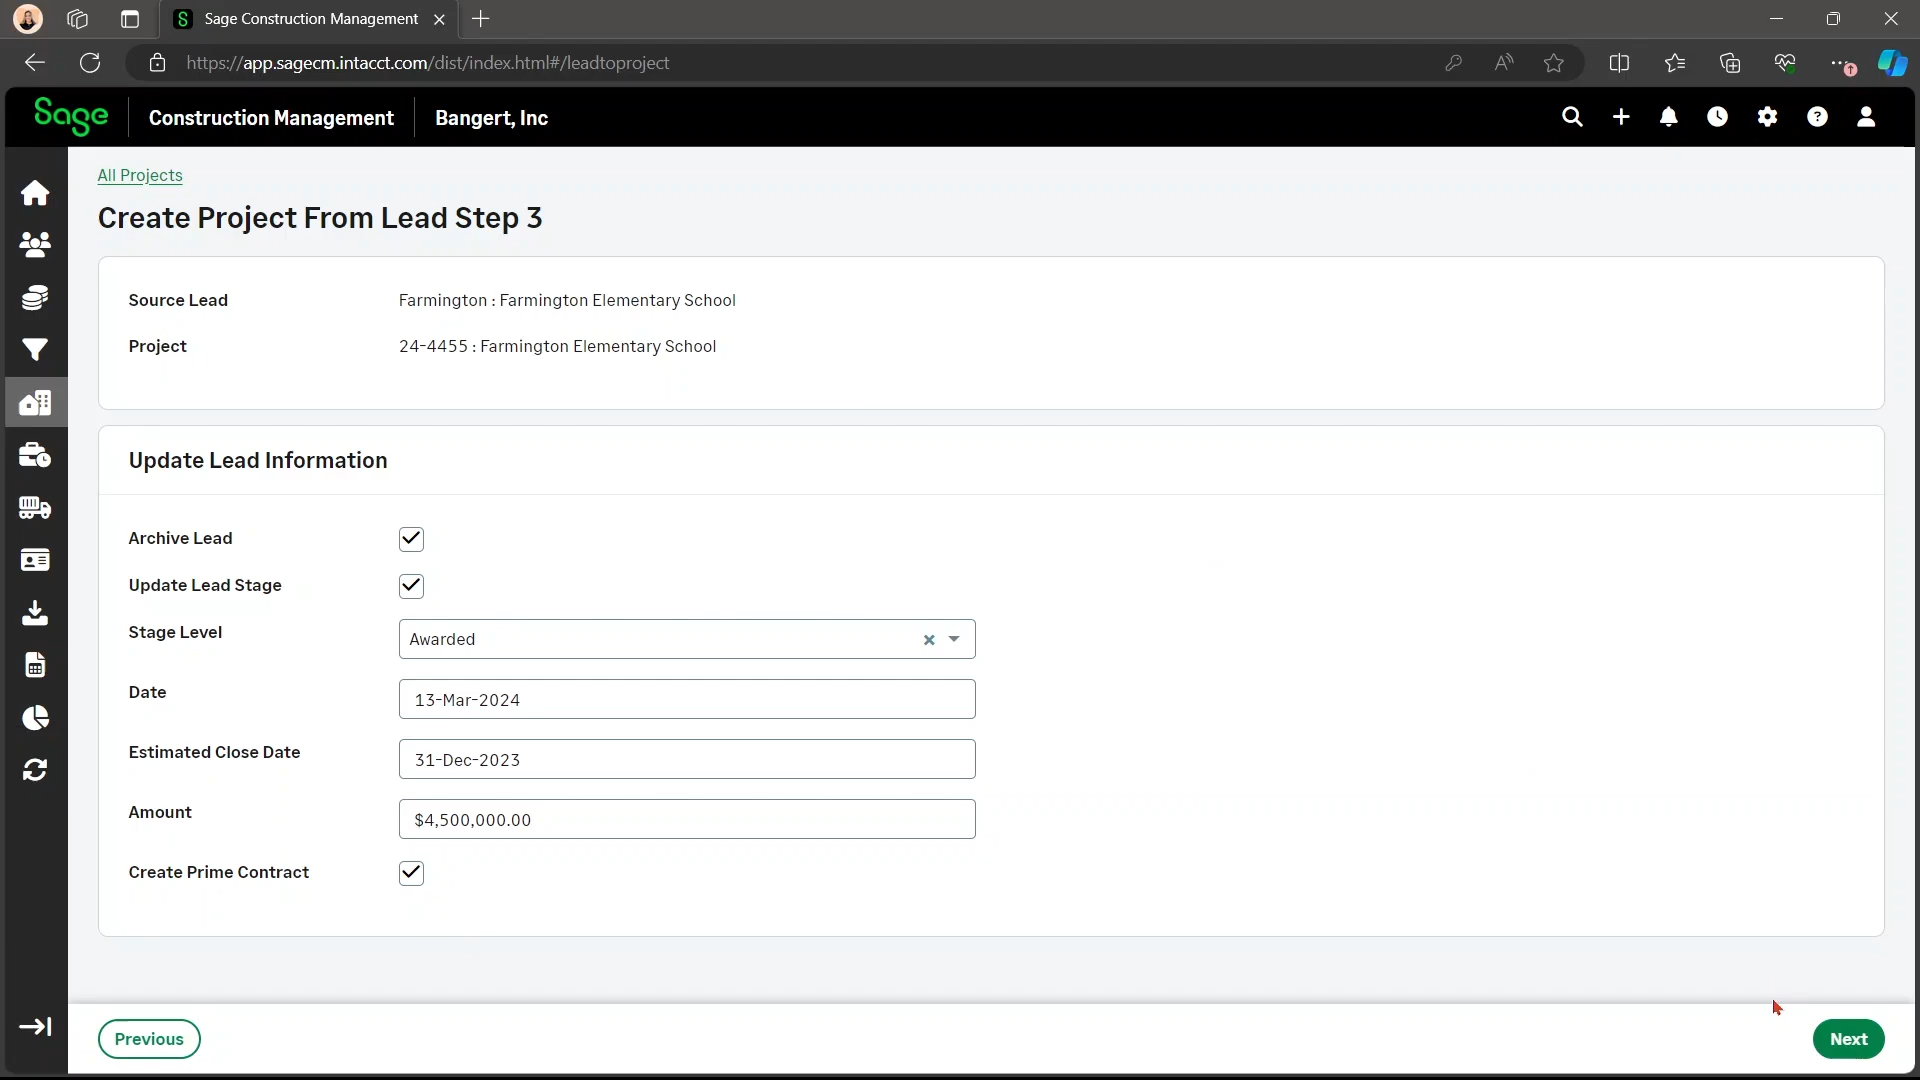 Sage Construction Management
https://app.sagecm.intacct.com/dist/index.html#/leadtoproject
Sage Construction Management Bangert, Inc
All Projects
Create Project From Lead Step 3
Source Lead Farmington : Farmington Elementary School
Project 24-4455 : Farmington Elementary School
Update Lead Information
Archive Lead
Update Lead Stage
Stage Level Awarded
Date 13-Mar-2024
Estimated Close Date 31-Dec-2023
Amount $4,500,000.00
Create Prime Contract
Previous Next